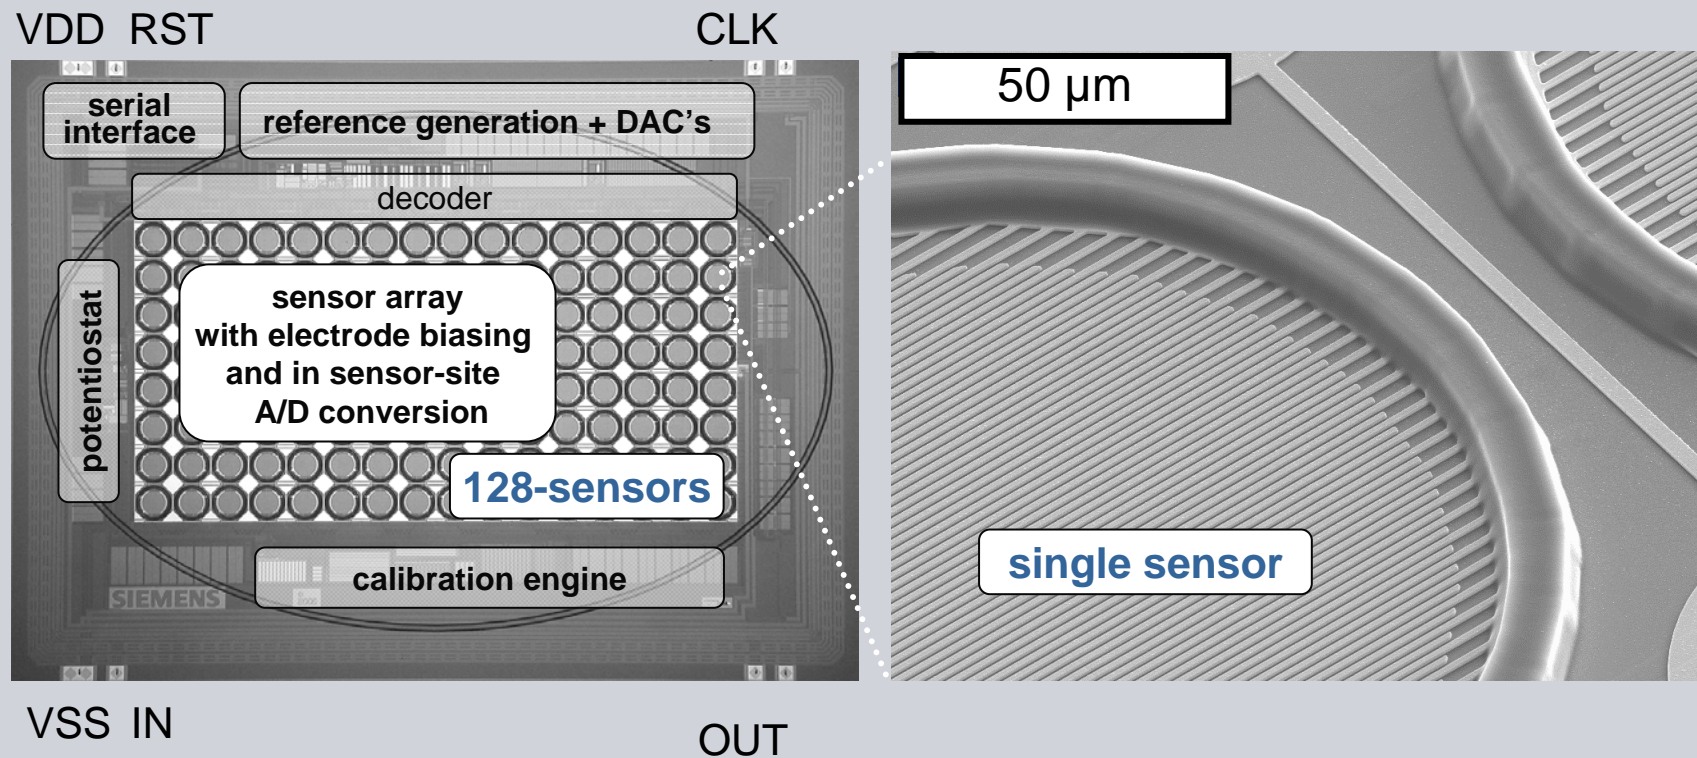 VDD RST
CLK
serial
interface
reference generation + DAC's
decoder
potentiostat
sensor array
with electrode biasing
and in sensor-site
A/D conversion
128-sensors
calibration engine
SIEMENS
VSS IN
OUT
50 µm
single sensor